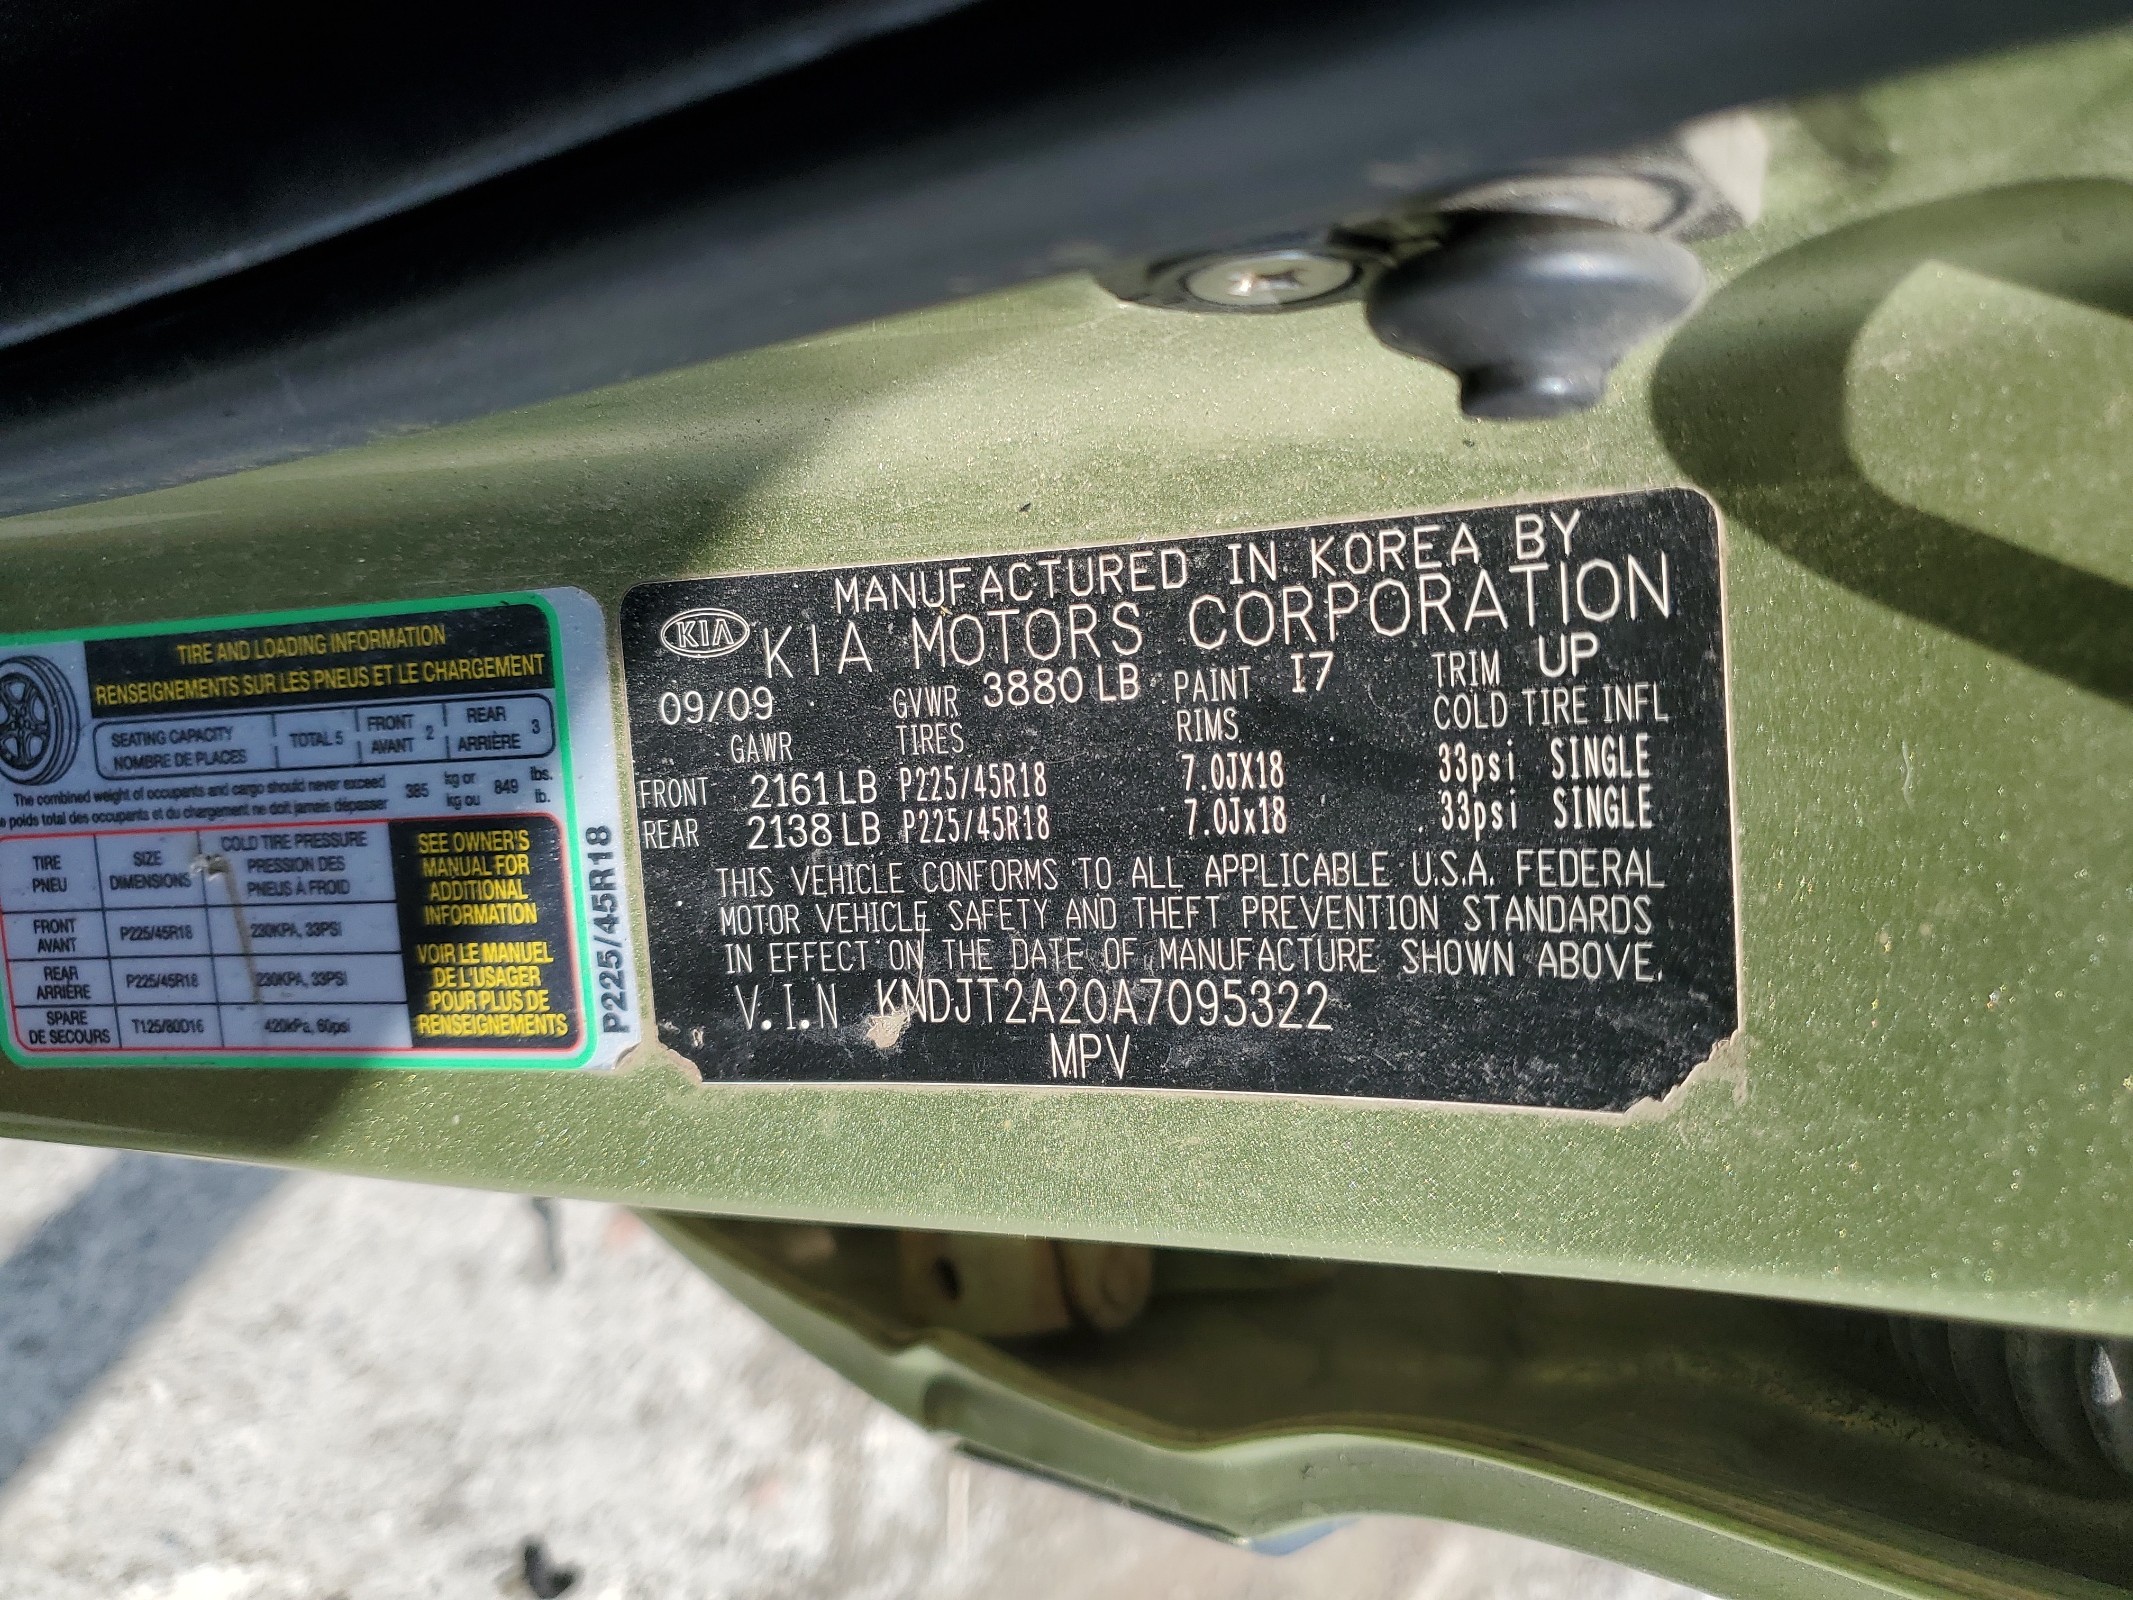 TIRE AND LOADING INFORMATION
RENSEIGNEMENTS SUR LES PNEUS ET LE CHARGEMENT
SEATING CAPACITY
NOMBRE DE PLACES
TOTAL 5
FRONT
AVANT
2
REAR
ARRIÈRE
3
The combined weight of occupants and cargo should never exceed
poids total des occupants et du chargement ne doit jamais dépasser
385
kg or
kg ou
849
lbs.
lb.
TIRE
PNEU
SIZE
DIMENSIONS
COLD TIRE PRESSURE
PRESSION DES
PNEUS À FROID
FRONT
AVANT
P225/45R18
230KPA, 33PSI
REAR
ARRIÈRE
P225/45R18
230KPA, 33PSI
SPARE
DE SECOURS
T125/80D16
420kPa, 60psi
SEE OWNER'S
MANUAL FOR
ADDITIONAL
INFORMATION
VOIR LE MANUEL
DE L'USAGER
POUR PLUS DE
RENSEIGNEMENTS
P225/45R18
MANUFACTURED IN KOREA BY
KIA KIA MOTORS CORPORATION
09/09 GVWR 3880 LB PAINT I7 TRIM UP
GAWR TIRES RIMS COLD TIRE INFL
FRONT 2161 LB P225/45R18 7.0JX18 33psi SINGLE
REAR 2138 LB P225/45R18 7.0Jx18 33psi SINGLE
THIS VEHICLE CONFORMS TO ALL APPLICABLE U.S.A. FEDERAL
MOTOR VEHICLE SAFETY AND THEFT PREVENTION STANDARDS
IN EFFECT ON THE DATE OF MANUFACTURE SHOWN ABOVE.
V.I.N KNDJT2A20A7095322
MPV